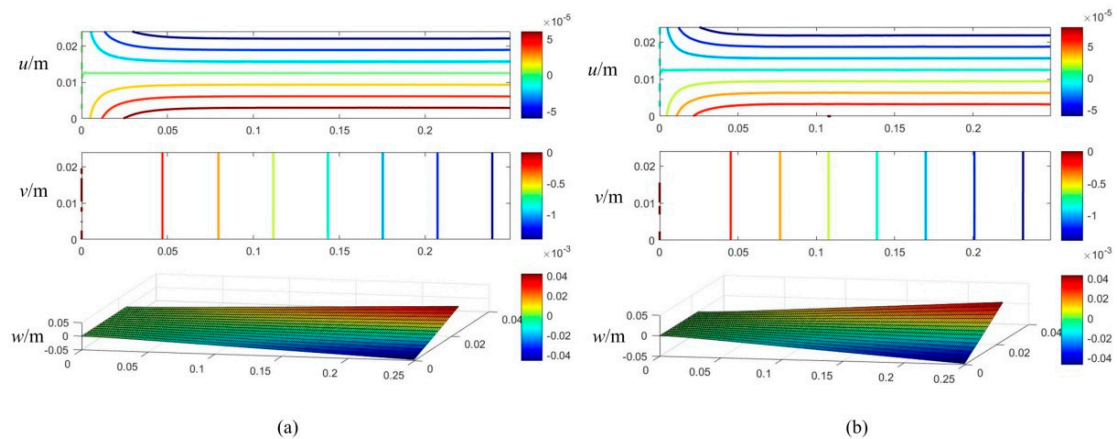 ×10⁻⁵ ×10⁻⁵
0.02 5 0.02 5
u/m 0.01 0 u/m 0.01 0
0 -5 0 -5
0.05 0.1 0.15 0.2 0.05 0.1 0.15 0.2
0.02 0 0.02 0
v/m 0.01 -0.5 v/m 0.01 -0.5
0 -1 0 -1
0 0.05 0.1 0.15 0.2 0 0.05 0.1 0.15 0.2
×10⁻³ ×10⁻³
0.04 0.04
0.02 0.02
w/m 0.05 0 -0.05 0.04 0.02 0 0 w/m 0.05 0 -0.05 0.04 0.02 0 0
-0.02 -0.02
-0.04 -0.04
0 0.05 0.1 0.15 0.2 0.25 0 0.05 0.1 0.15 0.2 0.25
(a) (b)